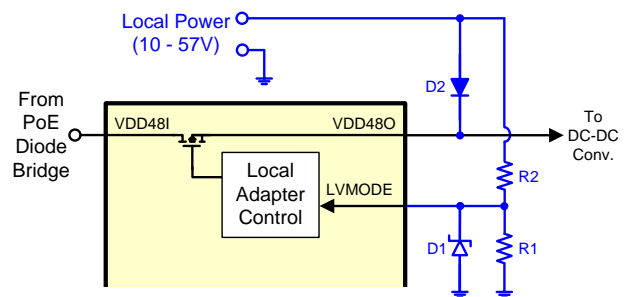 Local Power
(10 - 57V)
D2
From
PoE
Diode
Bridge
VDD48I
VDD48O
To
DC-DC
Conv.
Local
Adapter
Control
LVMODE
R2
D1
R1